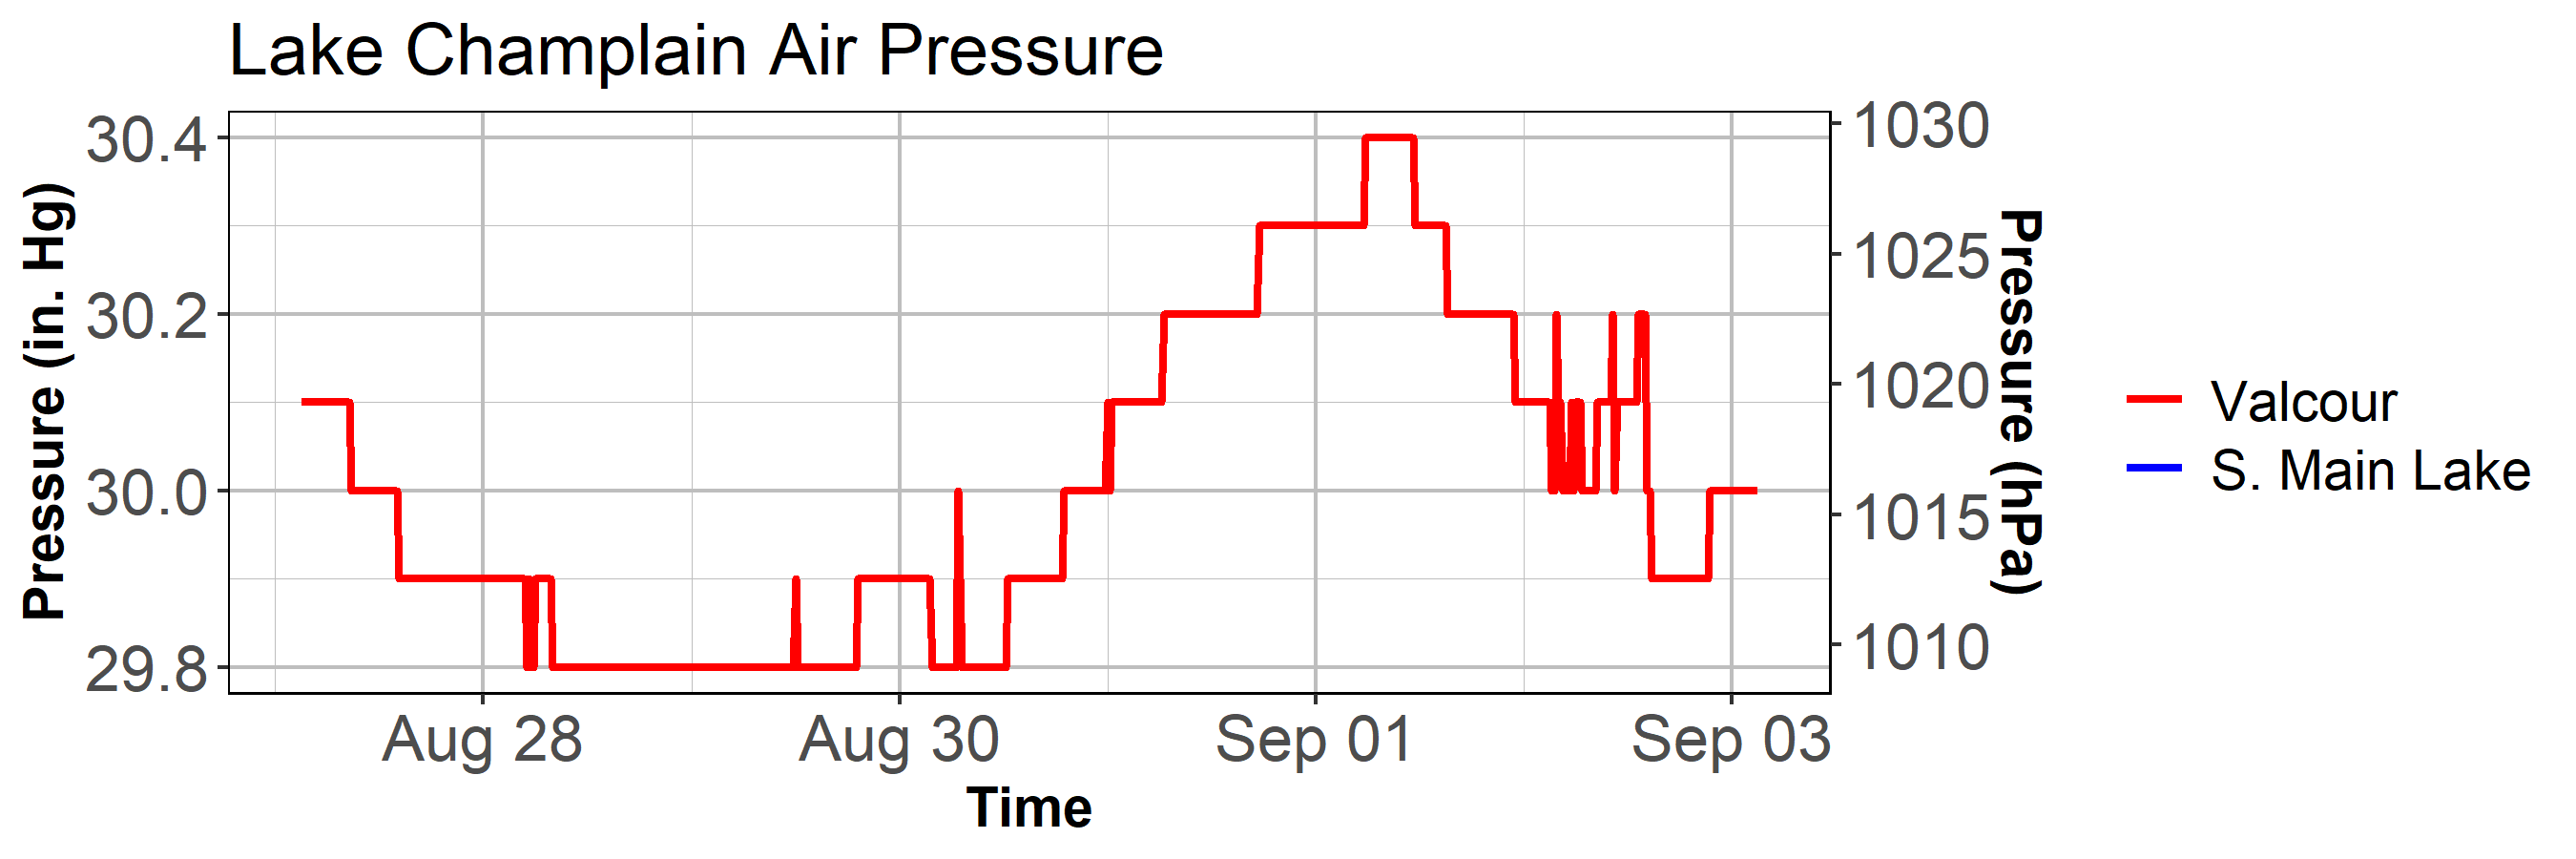 Lake Champlain Air Pressure
Pressure (in. Hg)
30.4
30.2
30.0
29.8
1030
1025
1020
1015
1010
Pressure (hPa)
Aug 28
Aug 30
Sep 01
Sep 03
Time
Valcour
S. Main Lake